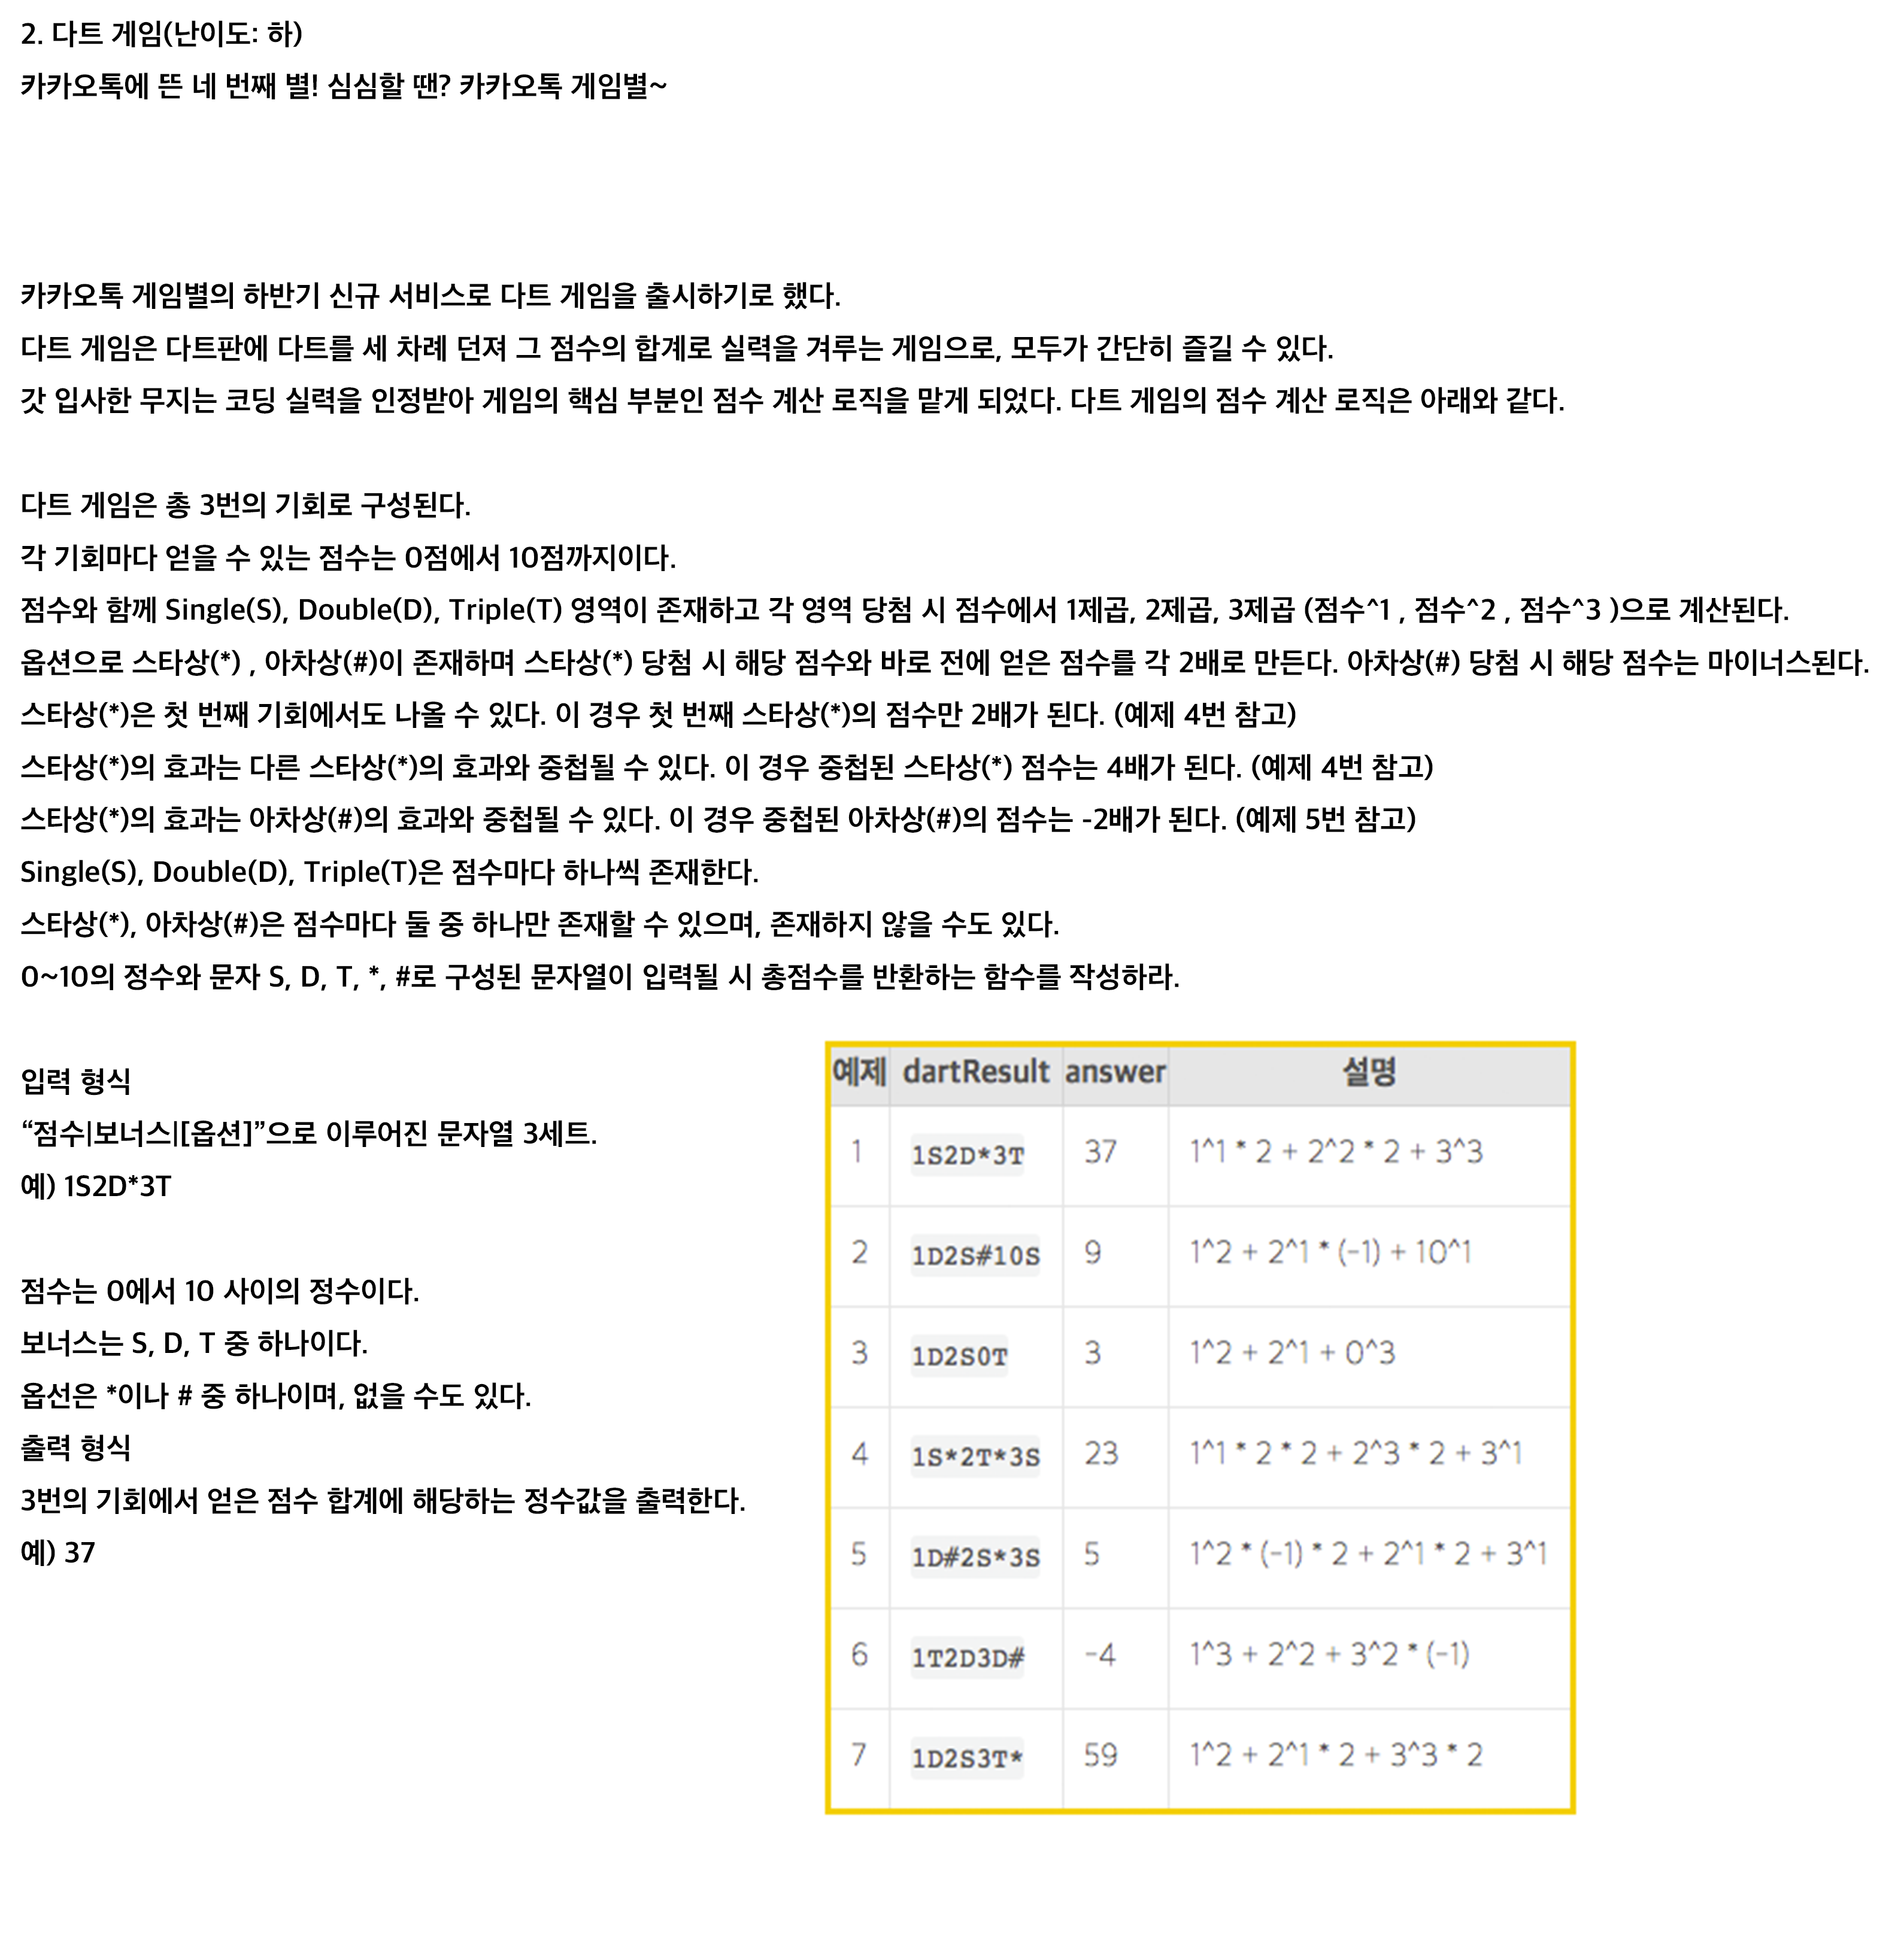 2. 다트 게임(난이도: 하)
카카오톡에 뜬 네 번째 별! 심심할 땐? 카카오톡 게임별~
카카오톡 게임별의 하반기 신규 서비스로 다트 게임을 출시하기로 했다.
다트 게임은 다트판에 다트를 세 차례 던져 그 점수의 합계로 실력을 겨루는 게임으로, 모두가 간단히 즐길 수 있다.
갓 입사한 무지는 코딩 실력을 인정받아 게임의 핵심 부분인 점수 계산 로직을 맡게 되었다. 다트 게임의 점수 계산 로직은 아래와 같다.
다트 게임은 총 3번의 기회로 구성된다.
각 기회마다 얻을 수 있는 점수는 0점에서 10점까지이다.
점수와 함께 Single(S), Double(D), Triple(T) 영역이 존재하고 각 영역 당첨 시 점수에서 1제곱, 2제곱, 3제곱 (점수^1 , 점수^2 , 점수^3 )으로 계산된다.
옵션으로 스타상(*) , 아차상(#)이 존재하며 스타상(*) 당첨 시 해당 점수와 바로 전에 얻은 점수를 각 2배로 만든다. 아차상(#) 당첨 시 해당 점수는 마이너스된다.
스타상(*)은 첫 번째 기회에서도 나올 수 있다. 이 경우 첫 번째 스타상(*)의 점수만 2배가 된다. (예제 4번 참고)
스타상(*)의 효과는 다른 스타상(*)의 효과와 중첩될 수 있다. 이 경우 중첩된 스타상(*) 점수는 4배가 된다. (예제 4번 참고)
스타상(*)의 효과는 아차상(#)의 효과와 중첩될 수 있다. 이 경우 중첩된 아차상(#)의 점수는 -2배가 된다. (예제 5번 참고)
Single(S), Double(D), Triple(T)은 점수마다 하나씩 존재한다.
스타상(*), 아차상(#)은 점수마다 둘 중 하나만 존재할 수 있으며, 존재하지 않을 수도 있다.
0~10의 정수와 문자 S, D, T, *, #로 구성된 문자열이 입력될 시 총점수를 반환하는 함수를 작성하라.
입력 형식
“점수|보너스|[옵션]”으로 이루어진 문자열 3세트.
예) 1S2D*3T
점수는 0에서 10 사이의 정수이다.
보너스는 S, D, T 중 하나이다.
옵선은 *이나 # 중 하나이며, 없을 수도 있다.
출력 형식
3번의 기회에서 얻은 점수 합계에 해당하는 정수값을 출력한다.
예) 37
예제 dartResult answer 설명
1 1S2D*3T 37 1^1 * 2 + 2^2 * 2 + 3^3
2 1D2S#10S 9 1^2 + 2^1 * (-1) + 10^1
3 1D2S0T 3 1^2 + 2^1 + 0^3
4 1S*2T*3S 23 1^1 * 2 * 2 + 2^3 * 2 + 3^1
5 1D#2S*3S 5 1^2 * (-1) * 2 + 2^1 * 2 + 3^1
6 1T2D3D# -4 1^3 + 2^2 + 3^2 * (-1)
7 1D2S3T* 59 1^2 + 2^1 * 2 + 3^3 * 2